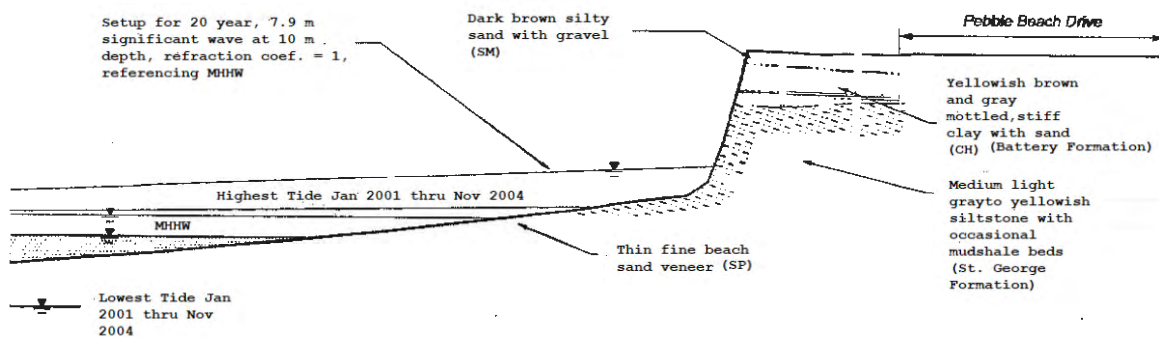 Setup for 20 year, 7.9 m
significant wave at 10 m
depth, refraction coef. = 1,
referencing MHHW
Dark brown silty
sand with gravel
(SM)
Pebble Beach Drive
Yellowish brown
and gray
mottled,stiff
clay with sand
(CH) (Battery Formation)
Highest Tide Jan 2001 thru Nov 2004
MHHW
Medium light
grayto yellowish
siltstone with
occasional
mudshale beds
(St. George
Formation)
Thin fine beach
sand veneer (SP)
Lowest Tide Jan
2001 thru Nov
2004